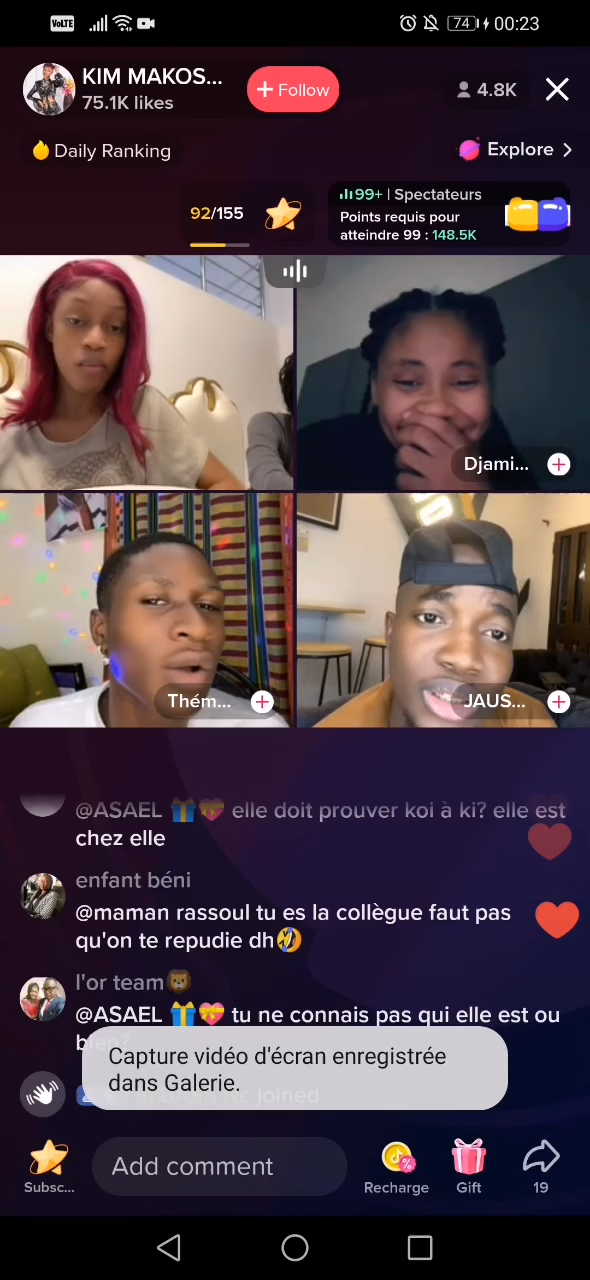 VoLTE 74 00:23
KIM MAKOS...
75.1K likes
+ Follow
4.8K
Daily Ranking
Explore >
92/155
99+ | Spectateurs
Points requis pour
atteindre 99 : 148.5K
Djami...
Thém...
JAUS...
@ASAEL 🎁💝 elle doit prouver koi à ki? elle est
chez elle
enfant béni
@maman rassoul tu es la collègue faut pas
qu'on te repudie dh🤣
l'or team🦁
@ASAEL 🎁💝 tu ne connais pas qui elle est ou
bien?
joined
Capture vidéo d'écran enregistrée
dans Galerie.
Subsc...
Add comment
Recharge
Gift
19